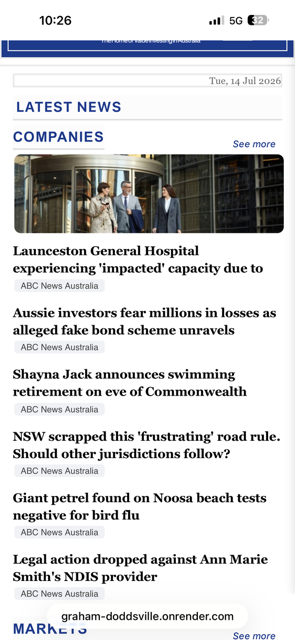 10:26
5G
32
Tue, 14 Jul 2026
LATEST NEWS
COMPANIES
See more
Launceston General Hospital
experiencing 'impacted' capacity due to
ABC News Australia
Aussie investors fear millions in losses as
alleged fake bond scheme unravels
ABC News Australia
Shayna Jack announces swimming
retirement on eve of Commonwealth
ABC News Australia
NSW scrapped this 'frustrating' road rule.
Should other jurisdictions follow?
ABC News Australia
Giant petrel found on Noosa beach tests
negative for bird flu
ABC News Australia
Legal action dropped against Ann Marie
Smith's NDIS provider
ABC News Australia
graham-doddsville.onrender.com
MARKETS
See more